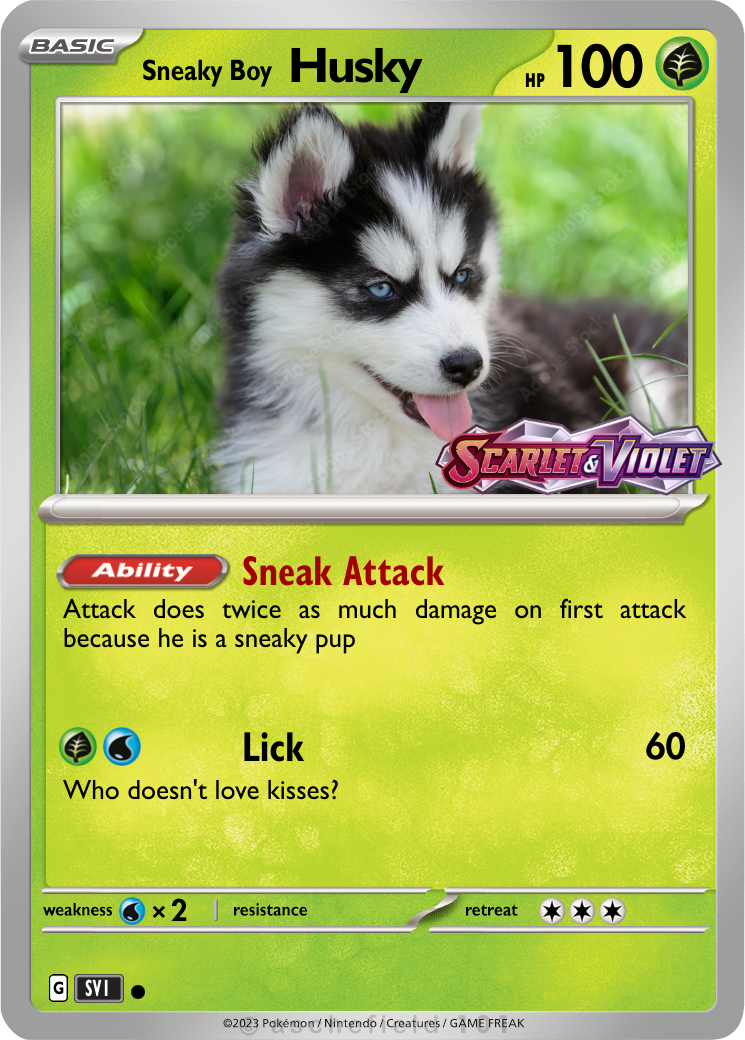 BASIC
Sneaky Boy Husky HP 100
SCARLET & VIOLET
Ability Sneak Attack
Attack does twice as much damage on first attack
because he is a sneaky pup
Lick 60
Who doesn't love kisses?
weakness × 2 | resistance retreat
G SVI
©2023 Pokémon / Nintendo / Creatures / GAME FREAK